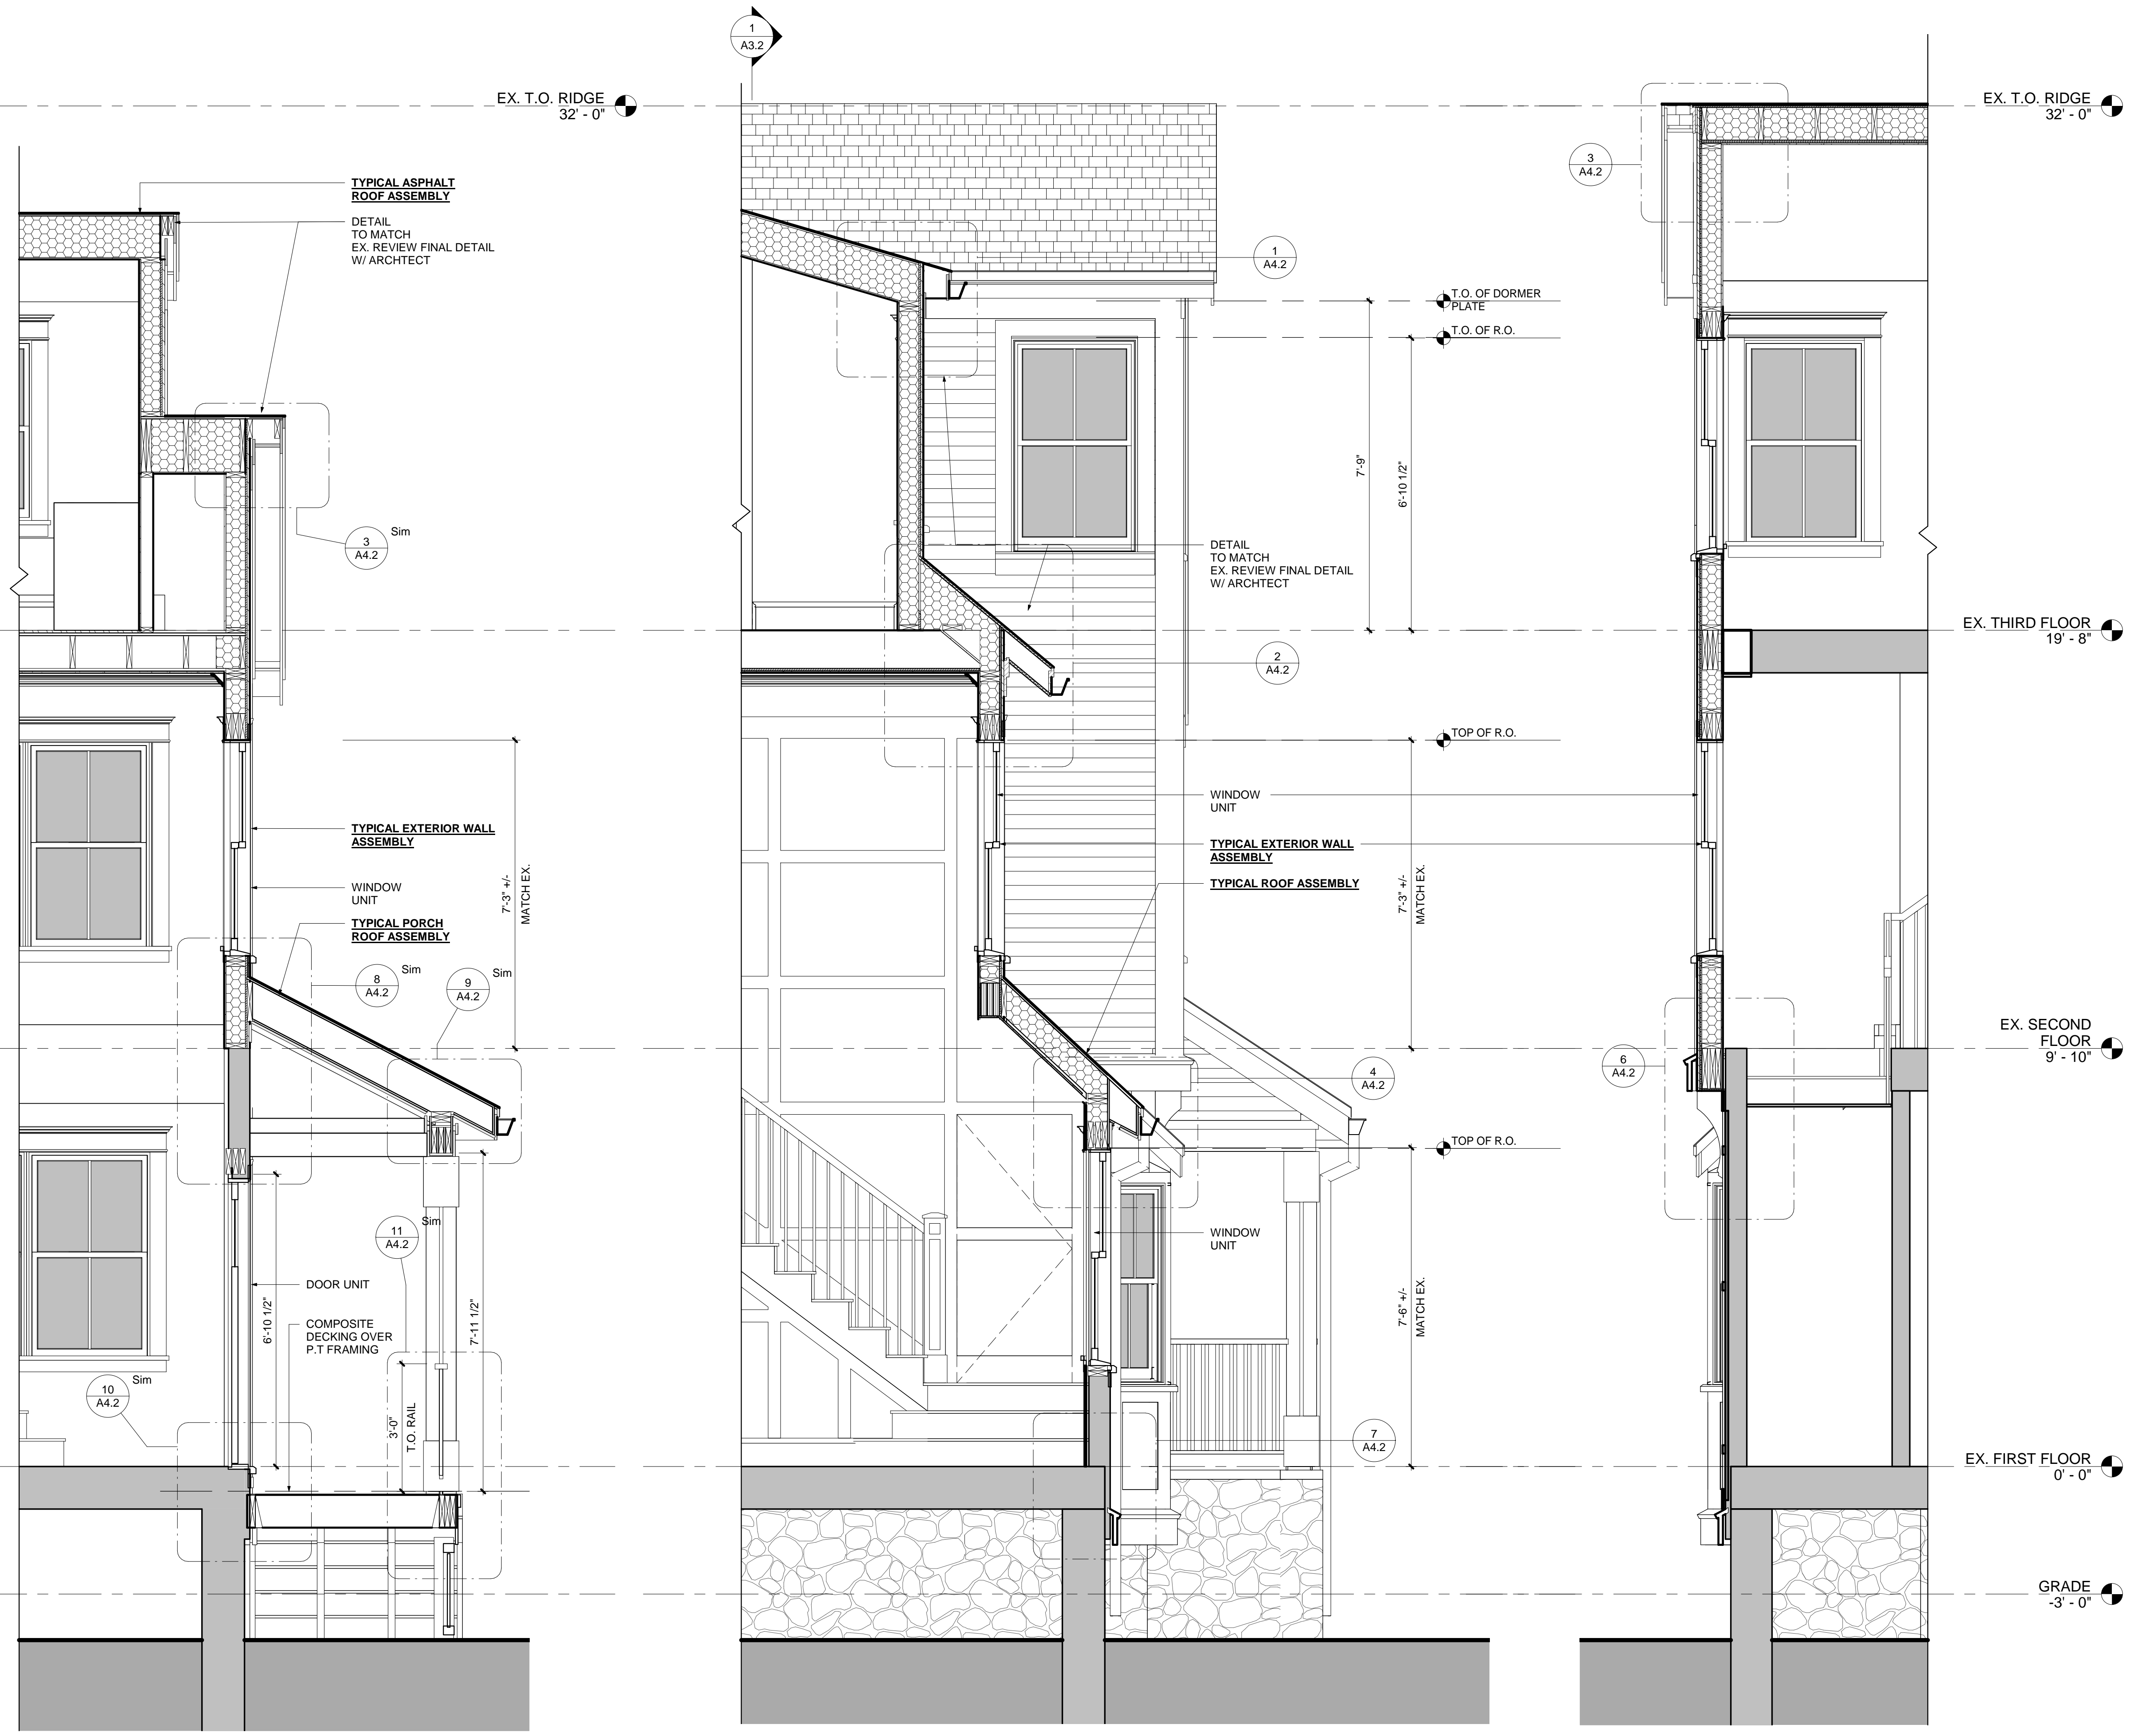 1
A3.2
EX. T.O. RIDGE
32' - 0"
EX. T.O. RIDGE
32' - 0"
TYPICAL ASPHALT
ROOF ASSEMBLY
DETAIL
TO MATCH
EX. REVIEW FINAL DETAIL
W/ ARCHTECT
3
A4.2
Sim
TYPICAL EXTERIOR WALL
ASSEMBLY
WINDOW
UNIT
TYPICAL PORCH
ROOF ASSEMBLY
7'-3" +/-
MATCH EX.
8
A4.2
Sim
9
A4.2
Sim
11
A4.2
Sim
DOOR UNIT
6'-10 1/2"
7'-11 1/2"
COMPOSITE
DECKING OVER
P.T FRAMING
3'-0"
T.O. RAIL
10
A4.2
Sim
1
A4.2
T.O. OF DORMER
PLATE
T.O. OF R.O.
7'-9"
6'-10 1/2"
DETAIL
TO MATCH
EX. REVIEW FINAL DETAIL
W/ ARCHTECT
2
A4.2
TOP OF R.O.
WINDOW
UNIT
TYPICAL EXTERIOR WALL
ASSEMBLY
TYPICAL ROOF ASSEMBLY
7'-3" +/-
MATCH EX.
4
A4.2
TOP OF R.O.
WINDOW
UNIT
7'-6" +/-
MATCH EX.
7
A4.2
3
A4.2
EX. THIRD FLOOR
19' - 8"
EX. SECOND
FLOOR
9' - 10"
6
A4.2
EX. FIRST FLOOR
0' - 0"
GRADE
-3' - 0"